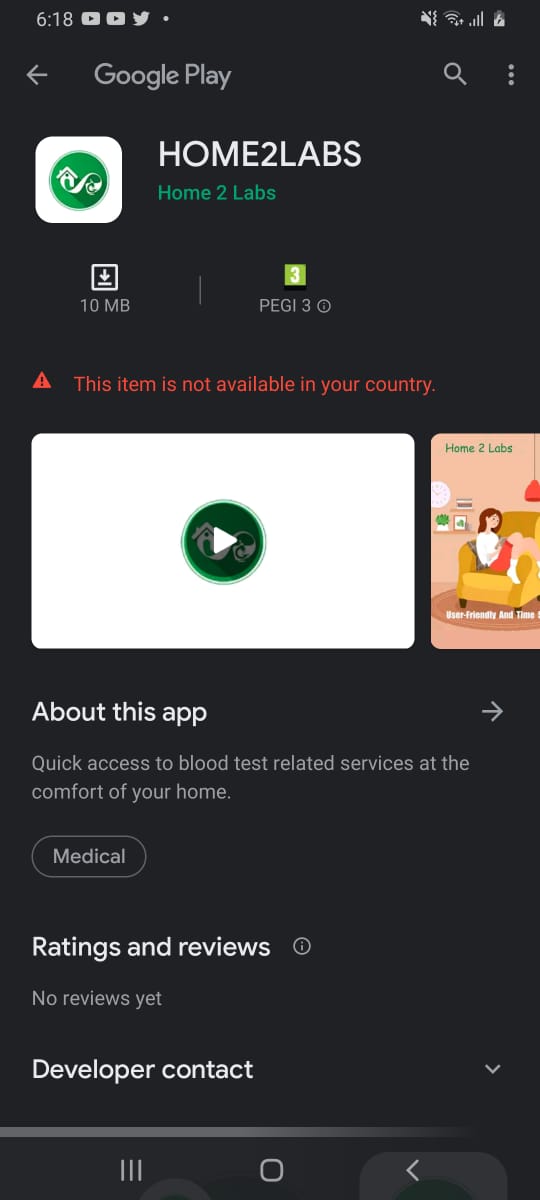 6:18
Google Play
HOME2LABS
Home 2 Labs
3
10 MB
PEGI 3
This item is not available in your country.
Home 2 Labs
User-Friendly And Time
About this app
Quick access to blood test related services at the
comfort of your home.
Medical
Ratings and reviews
No reviews yet
Developer contact